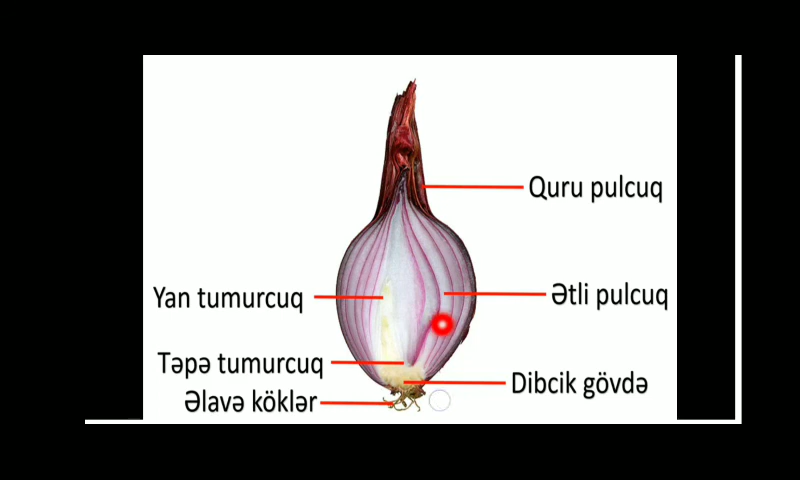 Quru pulcuq
Yan tumurcuq
Ətli pulcuq
Təpə tumurcuq
Dibcik gövdə
Əlavə köklər